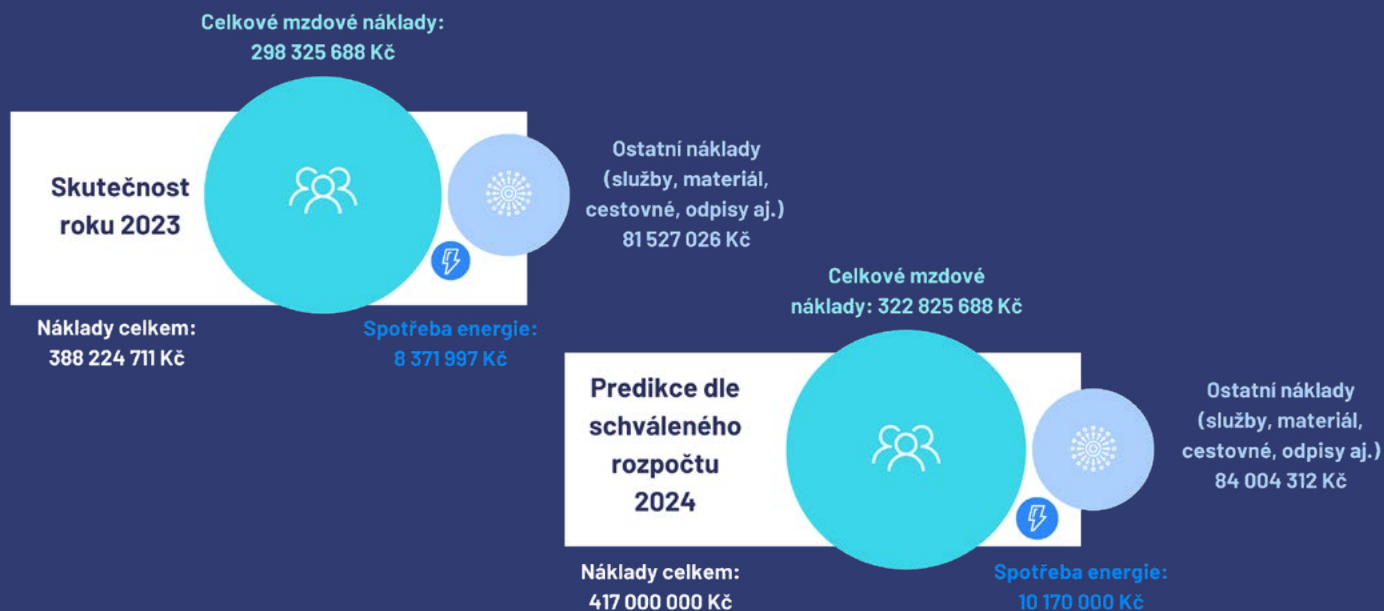 Celkové mzdové náklady:
298 325 688 Kč
Skutečnost
roku 2023
Ostatní náklady
(služby, materiál,
cestovné, odpisy aj.)
81 527 026 Kč
Náklady celkem:
388 224 711 Kč
Spotřeba energie:
8 371 997 Kč
Celkové mzdové
náklady: 322 825 688 Kč
Predikce dle
schváleného
rozpočtu
2024
Ostatní náklady
(služby, materiál,
cestovné, odpisy aj.)
84 004 312 Kč
Náklady celkem:
417 000 000 Kč
Spotřeba energie:
10 170 000 Kč